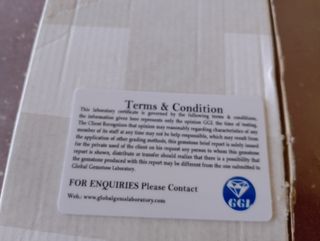 Terms & Condition
This laboratory certificate is governed by the following terms & conditions,
the information given here represents only the opinion GGL the time of testing.
The Client Recognizes that opinion may reasonably regarding characteristics of any
member of its staff at any time may not be help responsible, which may result from
the application of other grading methods, this gemstone brief report is solely issued
for the private used of the client on his request any person to whom this gemstone
report is shown, distribute or transfer should realize that there is a possibility that
the gemstone produced with this report may be different from the one submitted to
Global Gemstone Laboratory.
FOR ENQUIRIES Please Contact
Web.: www.globalgemslaboratory.com
GGL